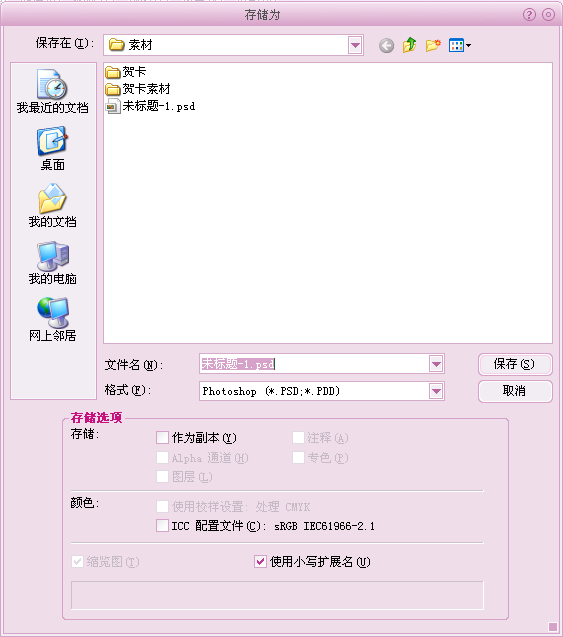 存储为
保存在(I):
素材
贺卡
贺卡素材
未标题-1.psd
我最近的文档
桌面
我的文档
我的电脑
网上邻居
文件名(N):
未标题-1.psd
保存(S)
格式(F):
Photoshop (*.PSD;*.PDD)
取消
存储选项
存储:
作为副本(Y)
注释(A)
Alpha 通道(H)
专色(P)
图层(L)
颜色:
使用校样设置: 处理 CMYK
ICC 配置文件(C): sRGB IEC61966-2.1
缩览图(T)
使用小写扩展名(U)